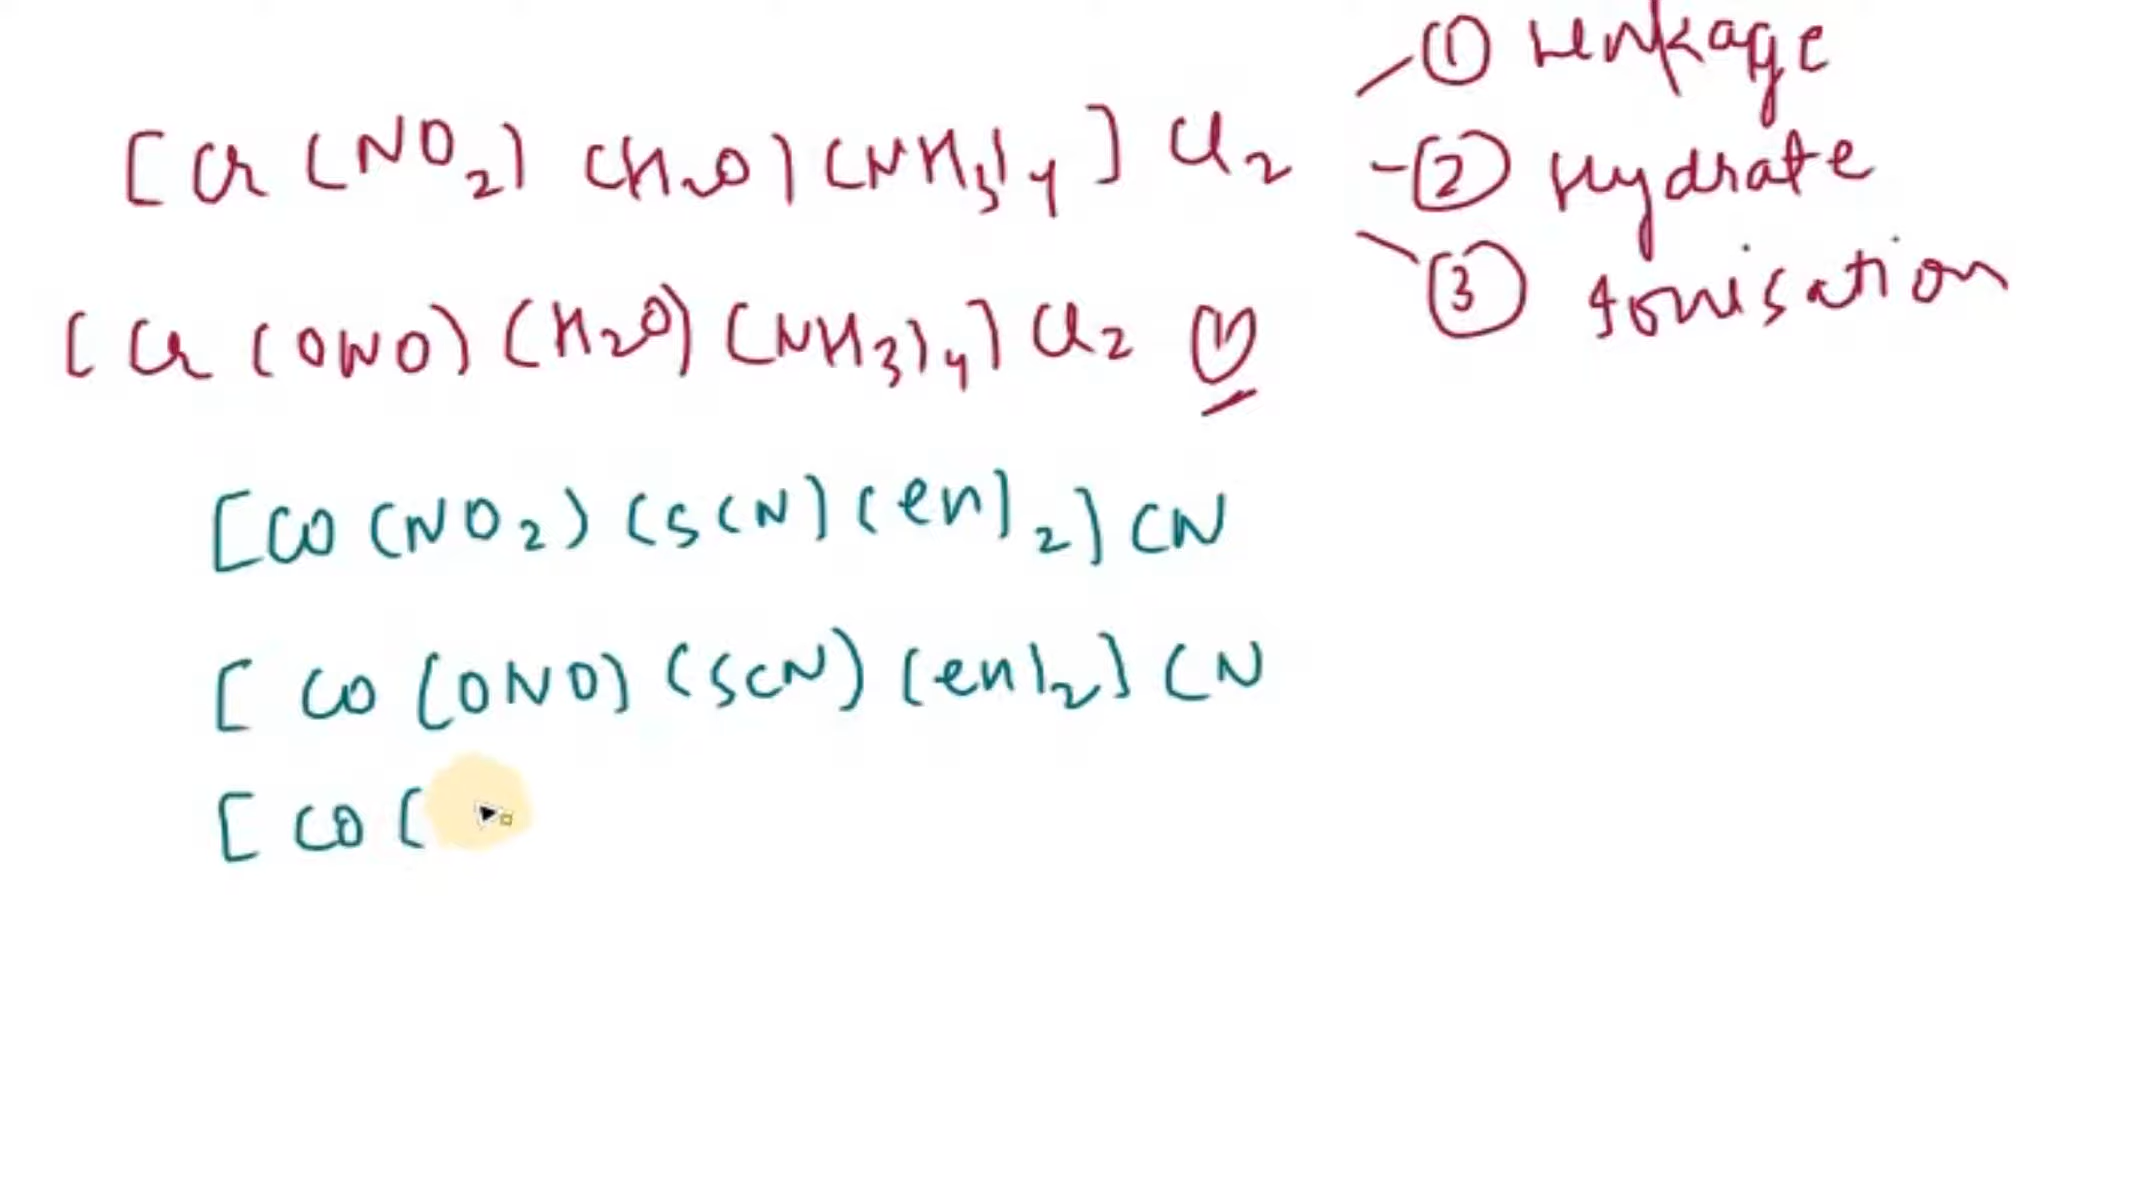 ① Linkage
[Cr (NO₂) (H₂O) (NH₃)₄] Cl₂
② Hydrate
③ Ionisation
[Cr (ONO) (H₂O) (NH₃)₄] Cl₂ ①
[CO (NO₂) (SCN) (en)₂] CN
[CO (ONO) (SCN) (en)₂] CN
[CO (